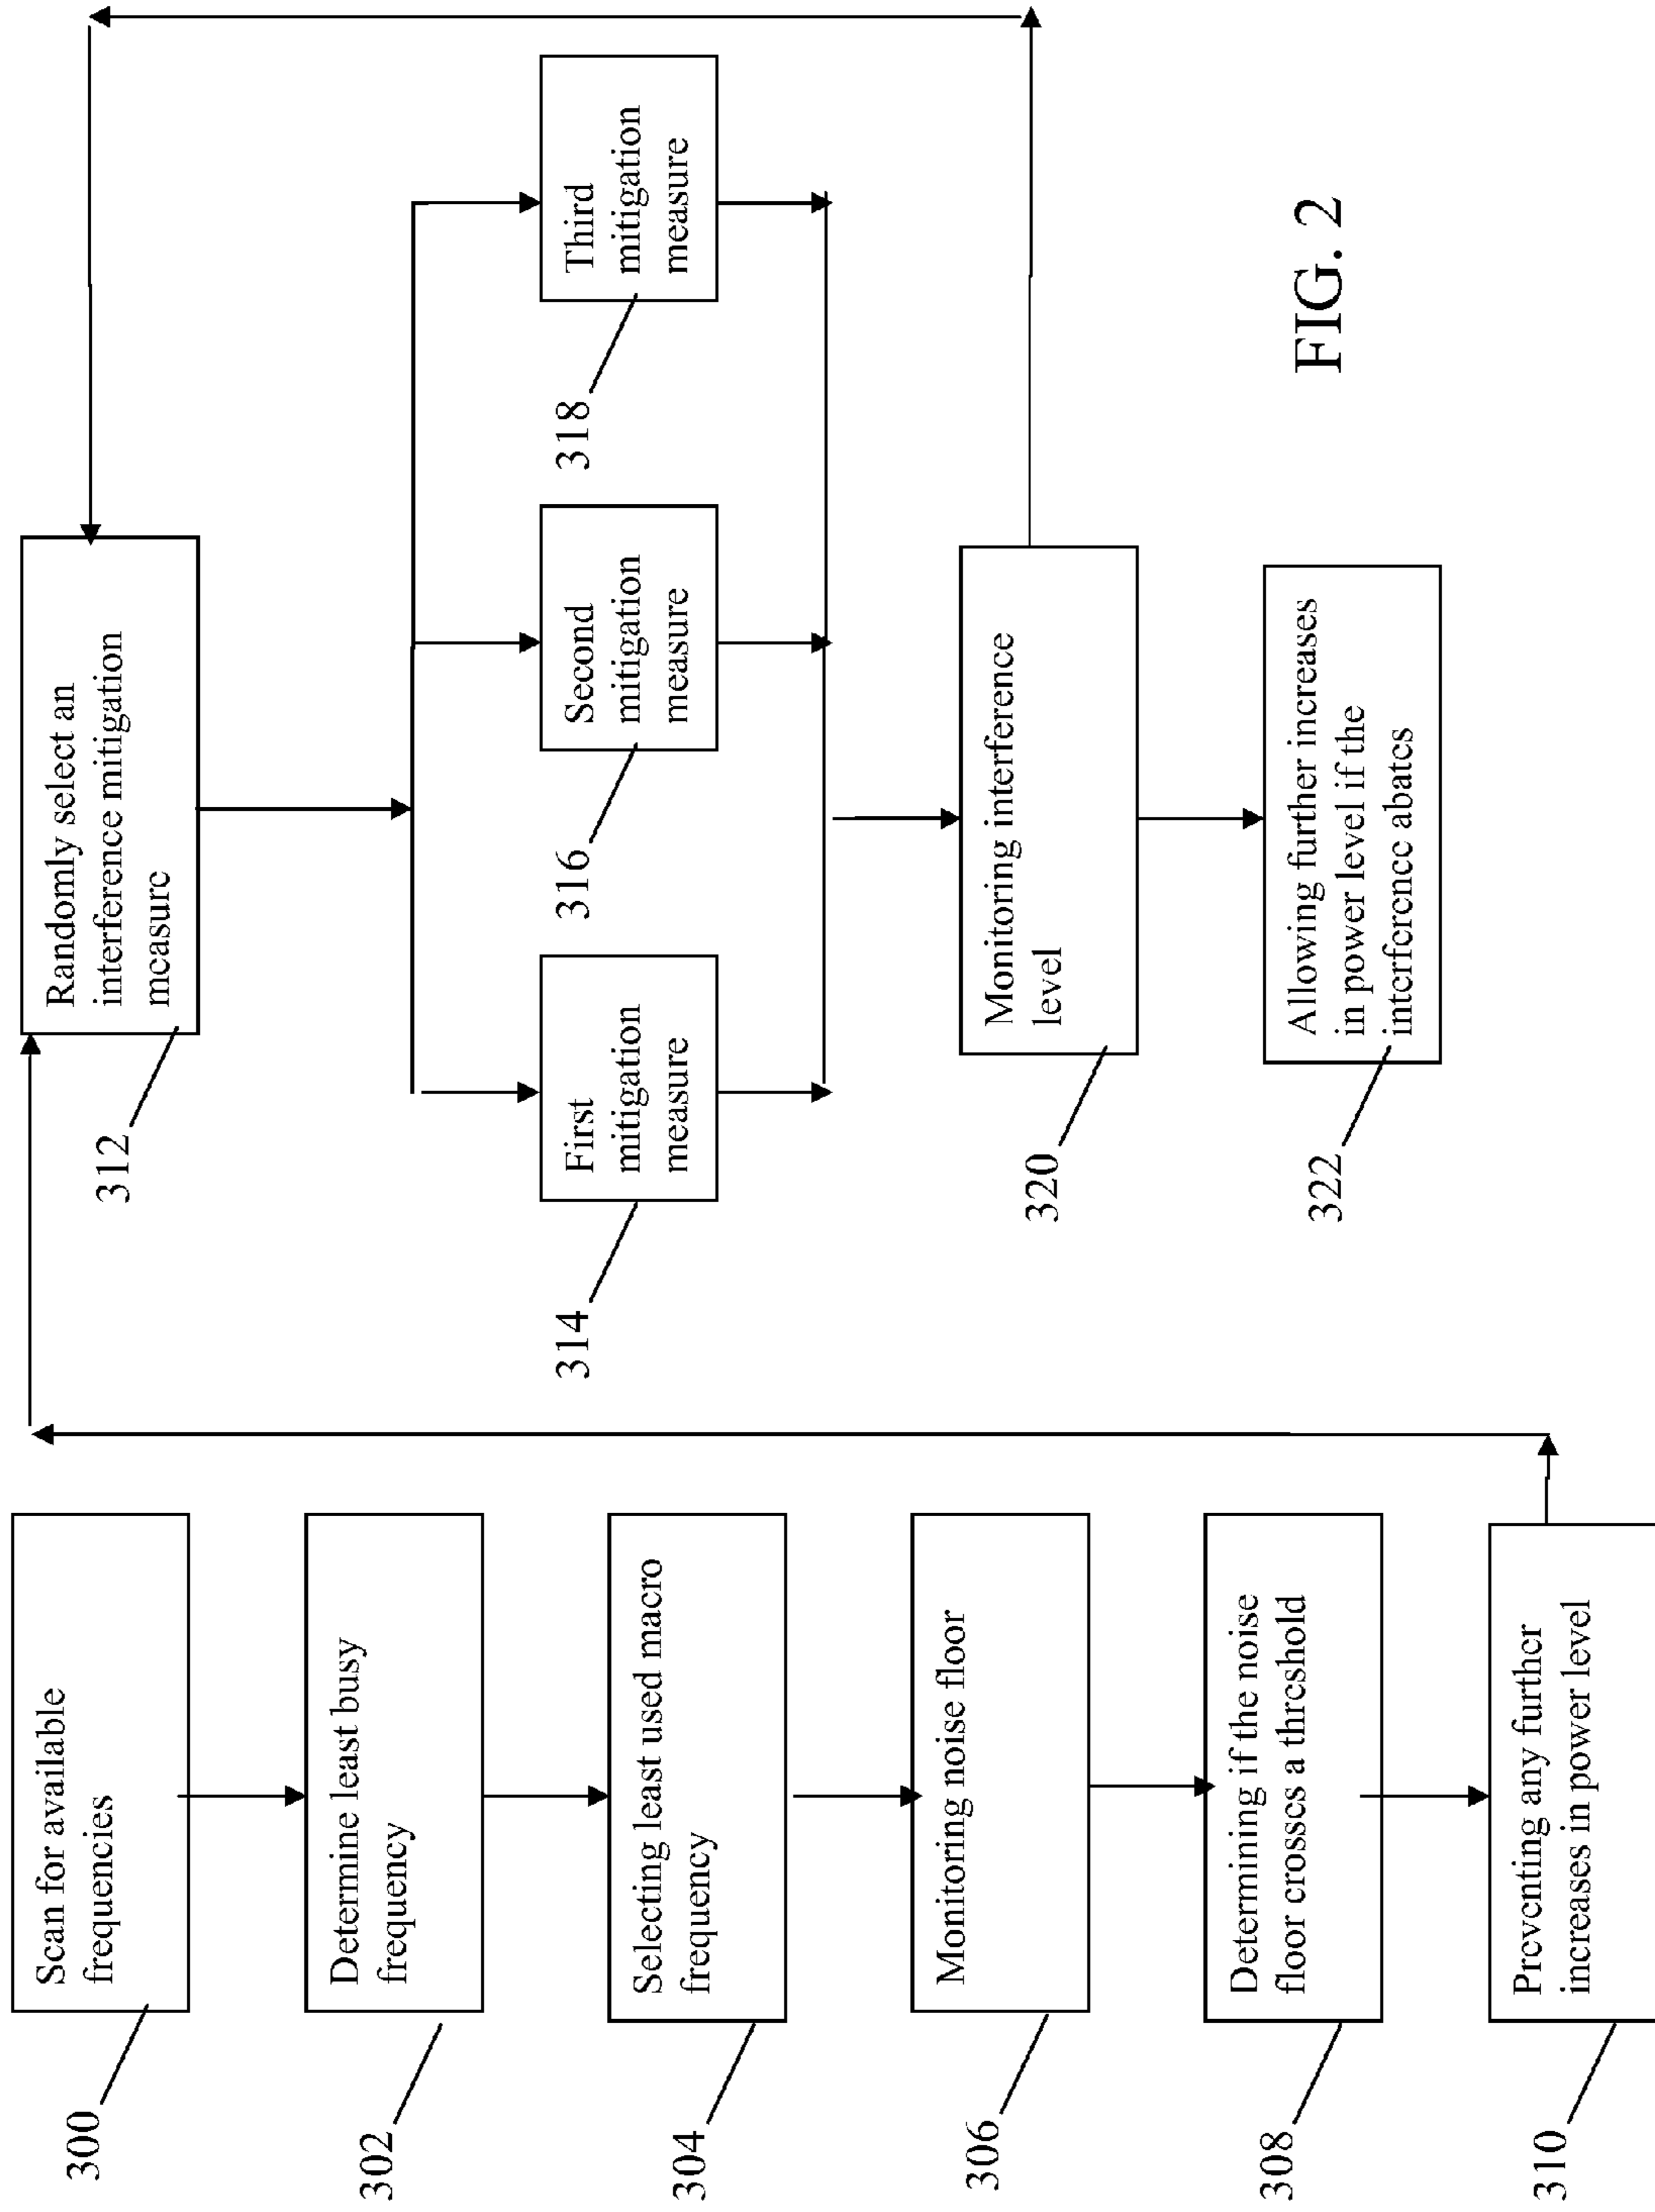 300
Scan for available
frequencies
302
Determine least busy
frequency
304
Selecting least used macro
frequency
306
Monitoring noise floor
308
Determining if the noise
floor crosses a threshold
310
Preventing any further
increases in power level
312
Randomly select an
interference mitigation
measure
314
First
mitigation
measure
316
Second
mitigation
measure
318
Third
mitigation
measure
320
Monitoring interference
level
322
Allowing further increases
in power level if the
interference abates
FIG. 2